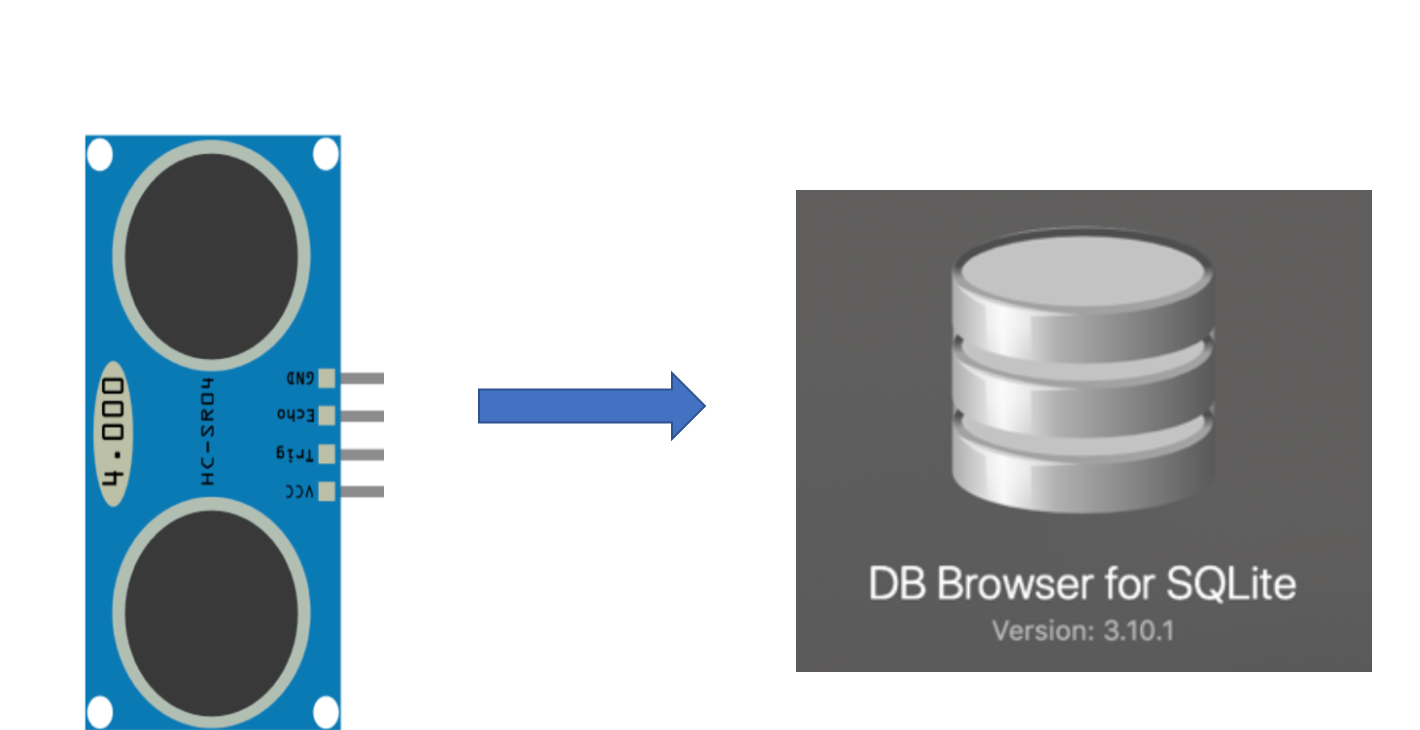 GND
Echo
Trig
VCC
HC-SR04
4.000
DB Browser for SQLite
Version: 3.10.1